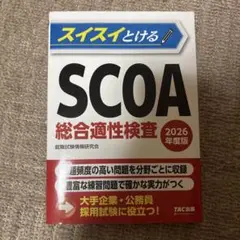 スイスイとける
SCOA
総合適性検査
2026
年度版
就職試験情報研究会
出題頻度の高い問題を分野ごとに収録
豊富な練習問題で確かな実力がつく
大手企業・公務員
採用試験に役立つ!
TAC出版